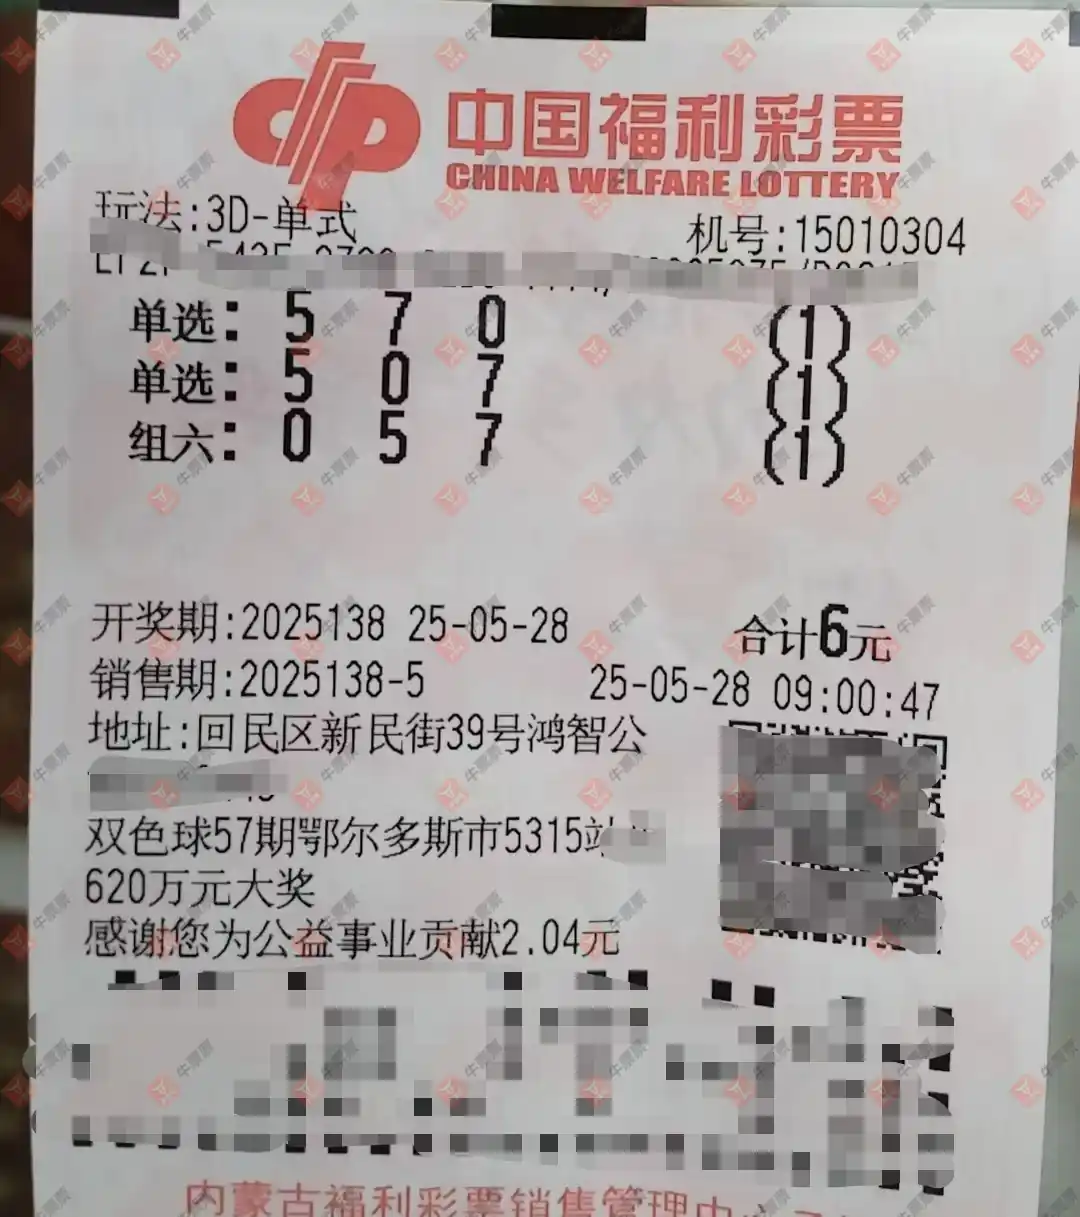 中国福利彩票
CHINA WELFARE LOTTERY
玩法:3D-单式
机号:15010304
单选: 5 7 0 (1)
单选: 5 0 7 (1)
组六: 0 5 7 (1)
开奖期:2025138 25-05-28 合计6元
销售期:2025138-5 25-05-28 09:00:47
地址:回民区新民街39号鸿智公
双色球57期鄂尔多斯市5315站
620万元大奖
感谢您为公益事业贡献2.04元
内蒙古福利彩票销售管理中心
牛票票